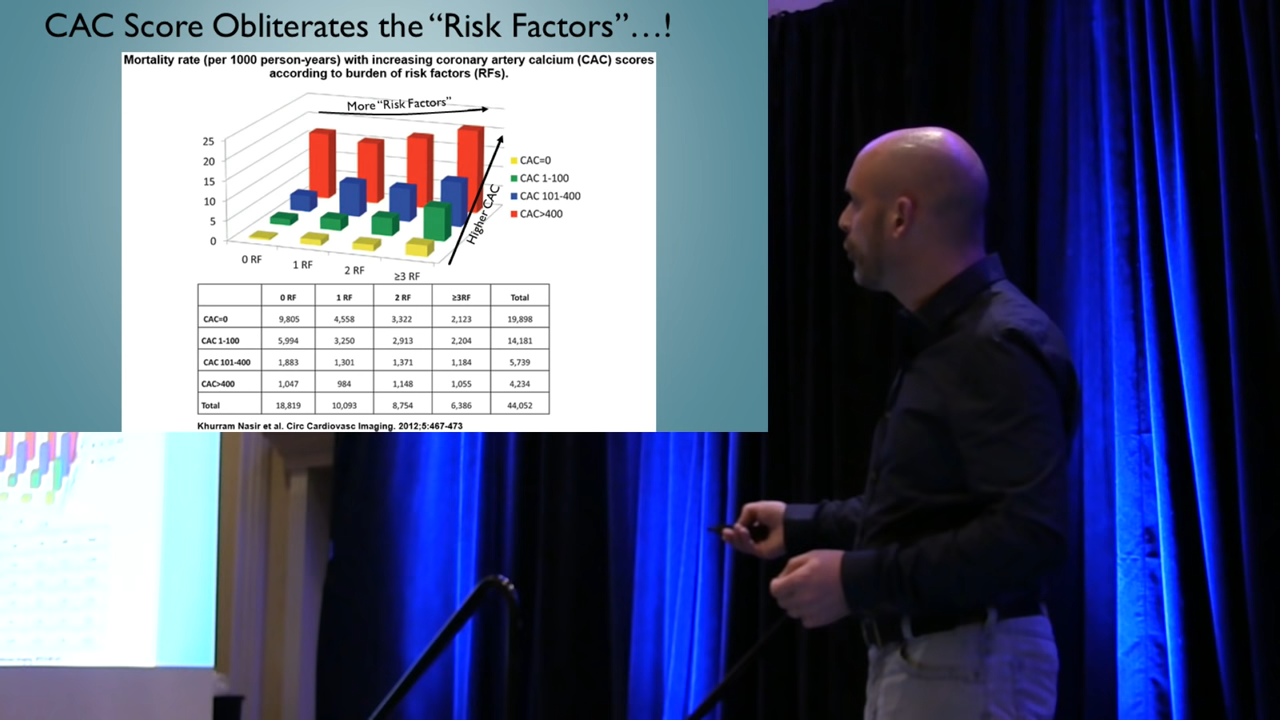 CAC Score Obliterates the “Risk Factors”…!
Mortality rate (per 1000 person-years) with increasing coronary artery calcium (CAC) scores
according to burden of risk factors (RFs).
More “Risk Factors”
25
20
15
10
5
0
0 RF
1 RF
2 RF
≥3 RF
Higher CAC
CAC=0
CAC 1-100
CAC 101-400
CAC>400
0 RF 1 RF 2 RF ≥3RF Total
CAC=0 9,805 4,558 3,322 2,123 19,898
CAC 1-100 5,994 3,250 2,913 2,204 14,181
CAC 101-400 1,883 1,301 1,371 1,184 5,739
CAC>400 1,047 984 1,148 1,055 4,234
Total 18,819 10,093 8,754 6,386 44,052
Khurram Nasir et al. Circ Cardiovasc Imaging. 2012;5:467-473